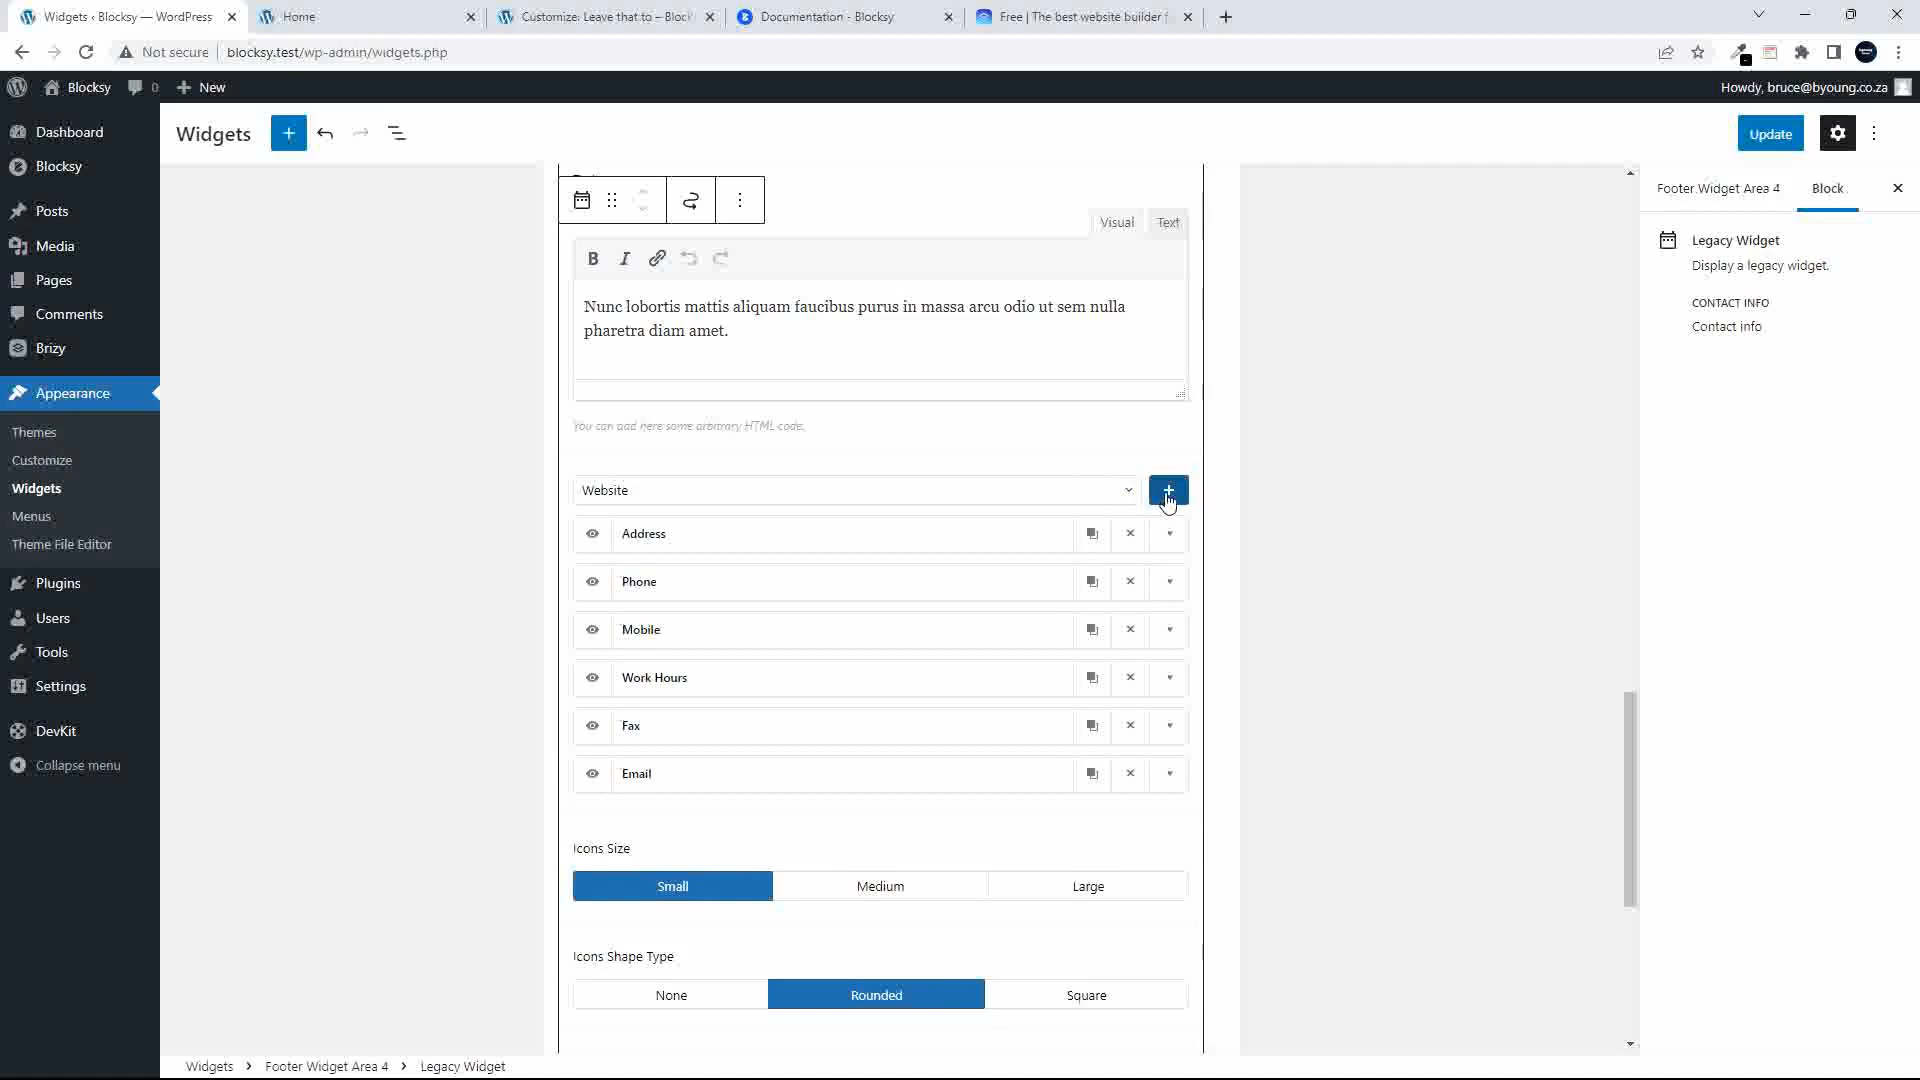 Widgets ‹ Blocksy — WordPress
Home
Customize: Leave that to – Block
Documentation - Blocksy
Free | The best website builder f
Not secure
blocksy.test/wp-admin/widgets.php
Blocksy
0
New
Howdy, bruce@byoung.co.za
Dashboard
Blocksy
Posts
Media
Pages
Comments
Brizy
Appearance
Themes
Customize
Widgets
Menus
Theme File Editor
Plugins
Users
Tools
Settings
DevKit
Collapse menu
Widgets
Update
Visual
Text
B I
Nunc lobortis mattis aliquam faucibus purus in massa arcu odio ut sem nulla
pharetra diam amet.
You can add here some arbitrary HTML code.
Website
Address
Phone
Mobile
Work Hours
Fax
Email
Icons Size
Small
Medium
Large
Icons Shape Type
None
Rounded
Square
Footer Widget Area 4
Block
Legacy Widget
Display a legacy widget.
CONTACT INFO
Contact info
Widgets › Footer Widget Area 4 › Legacy Widget